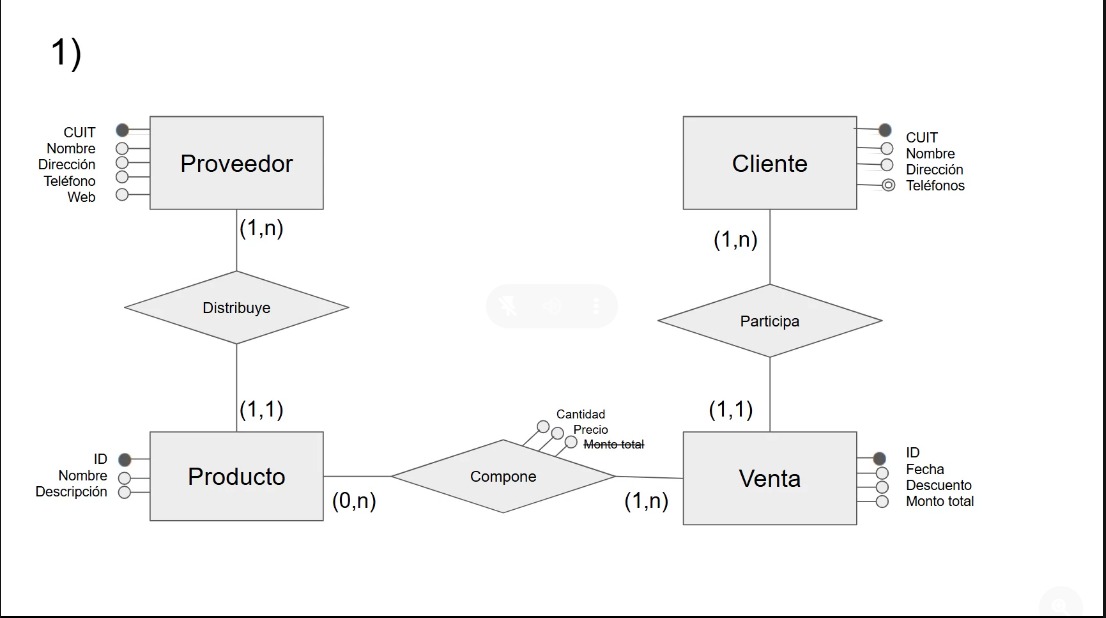 1)
CUIT
Nombre
Dirección
Teléfono
Web
Proveedor
(1,n)
Distribuye
(1,1)
ID
Nombre
Descripción
Producto
(0,n)
Cantidad
Precio
Monto total
Compone
(1,n)
Cliente
CUIT
Nombre
Dirección
Teléfonos
(1,n)
Participa
(1,1)
Venta
ID
Fecha
Descuento
Monto total